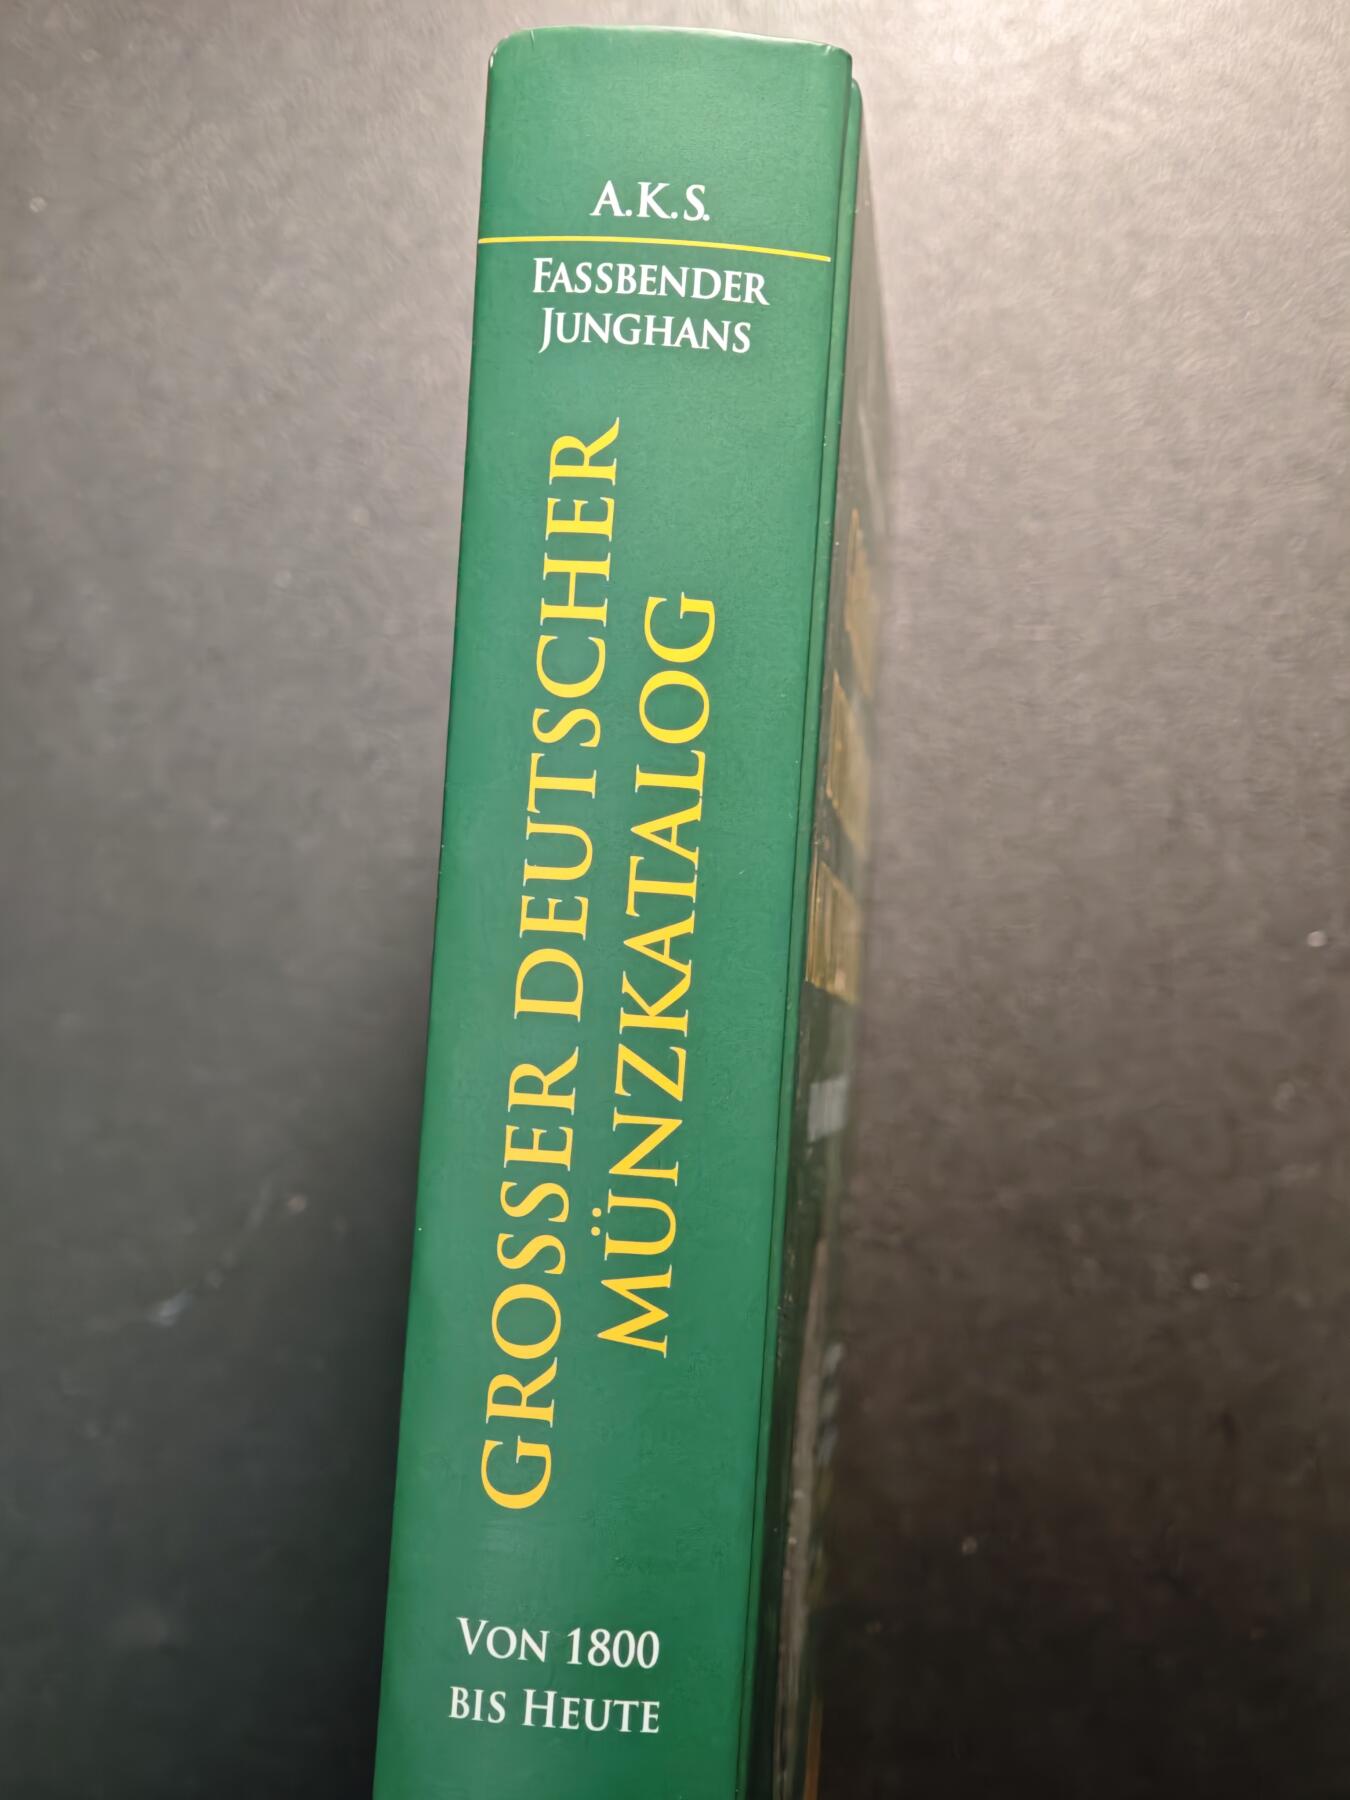 A.K.S.
FASSBENDER
JUNGHANS
GROSSER DEUTSCHER
MÜNZKATALOG
VON 1800
BIS HEUTE